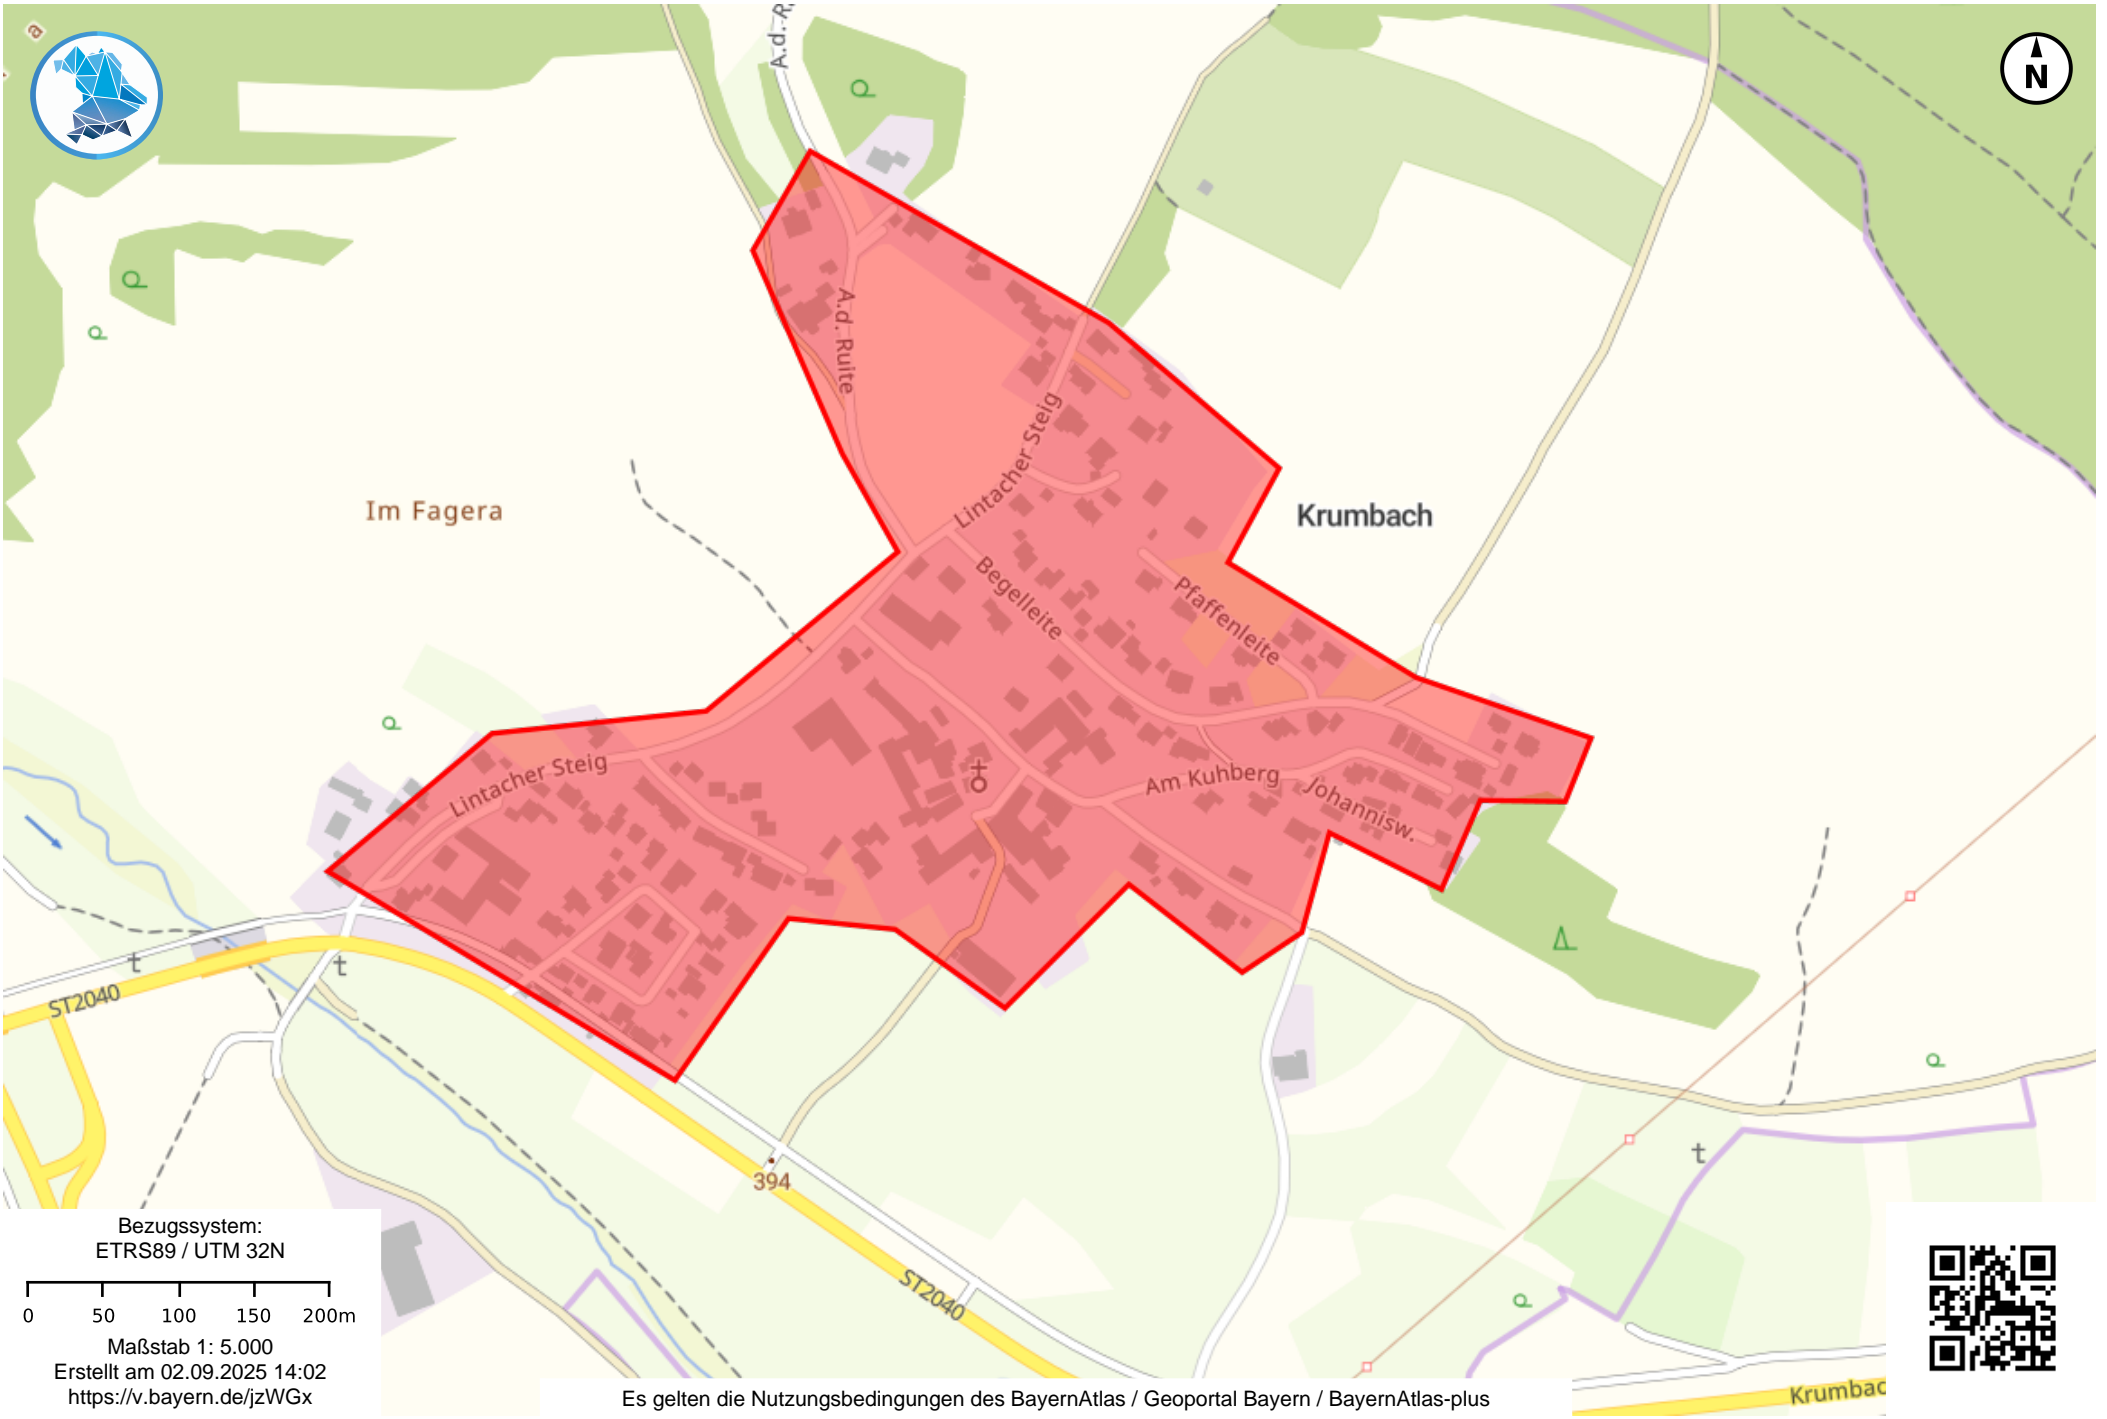 a
A.d.R.
N
A.d. Ruite
Im Fagera
Lintacher Steig
Krumbach
Begelleite
Pfaffenleite
Lintacher Steig
Am Kuhberg
Johannisw.
t
t
ST2040
t
394
ST2040
Krumbac
Bezugssystem:
ETRS89 / UTM 32N
0 50 100 150 200m
Maßstab 1: 5.000
Erstellt am 02.09.2025 14:02
https://v.bayern.de/jzWGx
Es gelten die Nutzungsbedingungen des BayernAtlas / Geoportal Bayern / BayernAtlas-plus